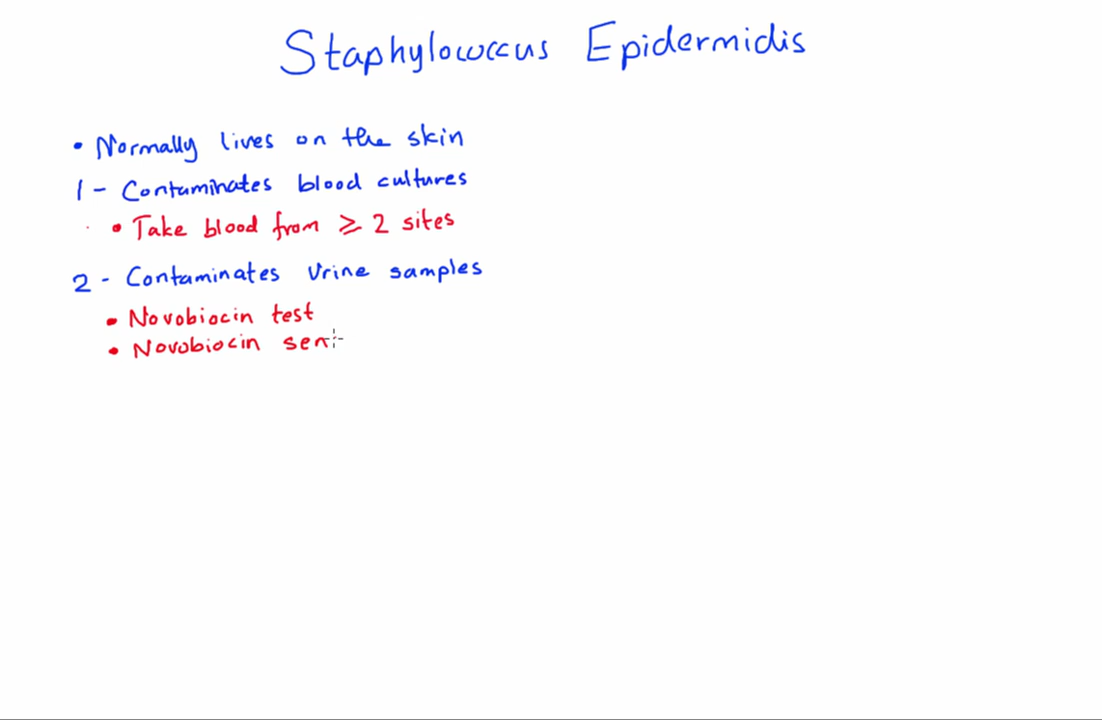 Staphylococcus Epidermidis
• Normally lives on the skin
1 - Contaminates blood cultures
• Take blood from ≥ 2 sites
2 - Contaminates Urine samples
• Novobiocin test
• Novobiocin sen